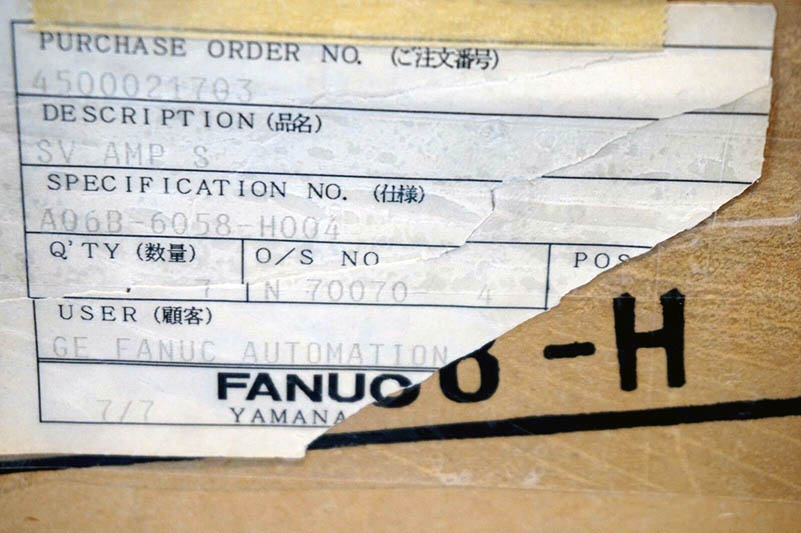 PURCHASE ORDER NO. (ご注文番号)
4500021703
DESCRIPTION (品名)
SV AMP S
SPECIFICATION NO. (仕様)
A06B-6058-H004
Q'TY (数量) O/S NO POS
7 N 70070- 4
USER (顧客)
GE FANUC AUTOMATION
8-H
FANUC
7/7 YAMANA